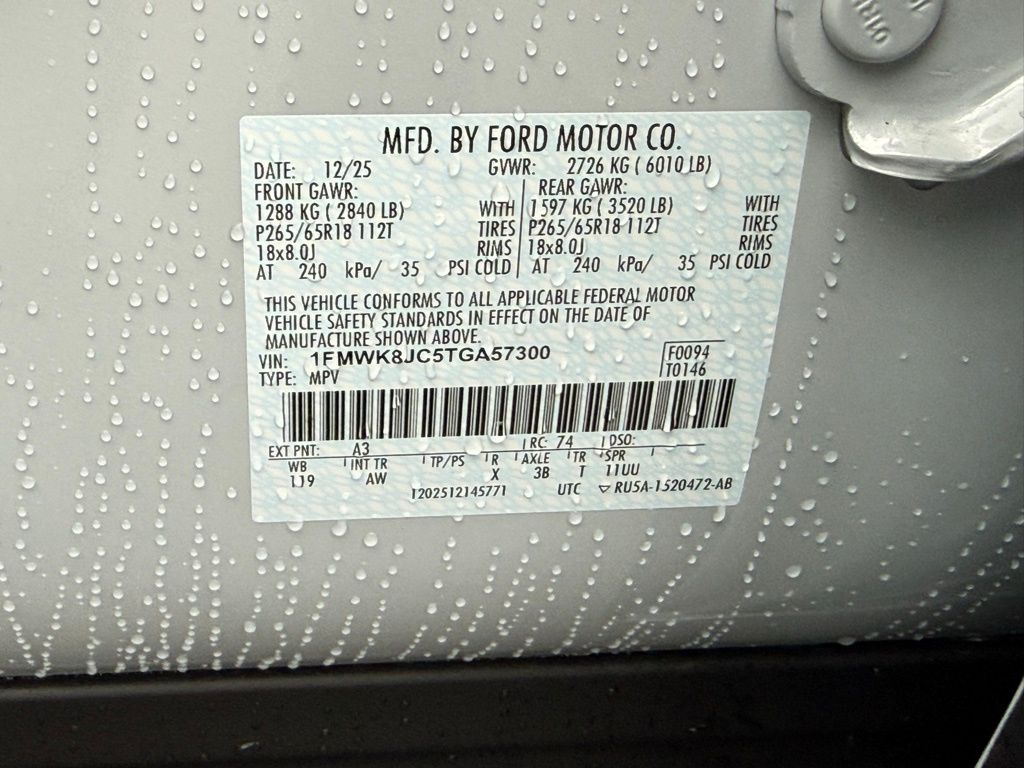 MFD. BY FORD MOTOR CO.
DATE: 12/25 GVWR: 2726 KG ( 6010 LB)
FRONT GAWR: REAR GAWR:
1288 KG ( 2840 LB) WITH 1597 KG ( 3520 LB) WITH
P265/65R18 112T TIRES P265/65R18 112T TIRES
18x8.0J RIMS 18x8.0J RIMS
AT 240 kPa/ 35 PSI COLD AT 240 kPa/ 35 PSI COLD
THIS VEHICLE CONFORMS TO ALL APPLICABLE FEDERAL MOTOR
VEHICLE SAFETY STANDARDS IN EFFECT ON THE DATE OF
MANUFACTURE SHOWN ABOVE.
VIN: 1FMWK8JC5TGA57300 F0094
TYPE: MPV T0146
EXT PNT: A3 RC: 74 DSO:
WB INT TR TP/PS R AXLE TR SPR
119 AW X 3B T 11UU
1202512145771 UTC ▽ RU5A-1520472-AB